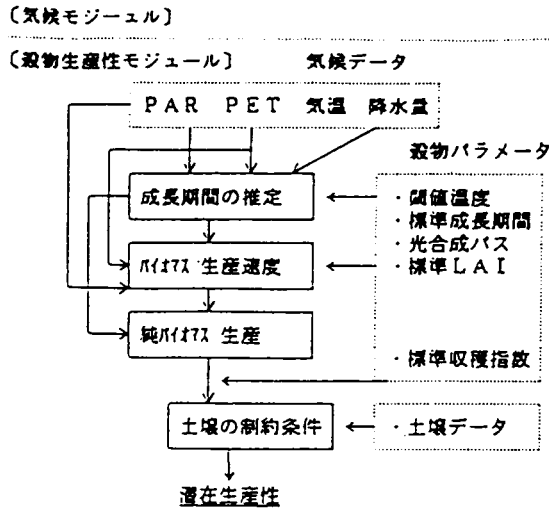 〔気候モジュール〕
〔穀物生産性モジュール〕 気候データ
PAR PET 気温 降水量
穀物パラメータ
成長期間の推定
・閾値温度
・標準成長期間
・光合成パス
・標準LAI
バイオマス 生産速度
純バイオマス 生産
・標準収穫指数
土壌の制約条件
・土壌データ
潜在生産性